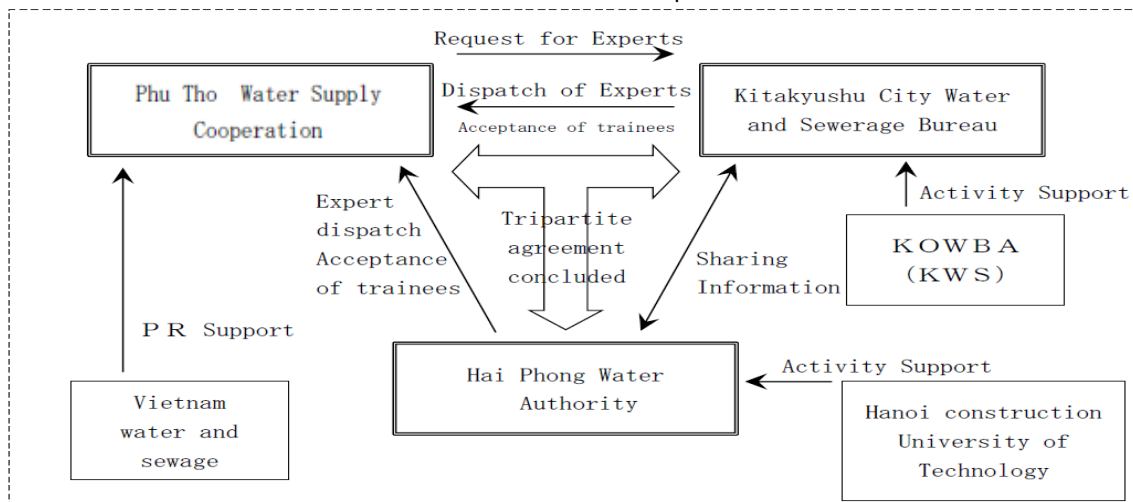 Request for Experts
Phu Tho Water Supply
Cooperation
Dispatch of Experts
Acceptance of trainees
Kitakyushu City Water
and Sewerage Bureau
Expert
dispatch
Acceptance
of trainees
Tripartite
agreement
concluded
Sharing
Information
Activity Support
KOWBA
(KWS)
PR Support
Hai Phong Water
Authority
Activity Support
Vietnam
water and
sewage
Hanoi construction
University of
Technology